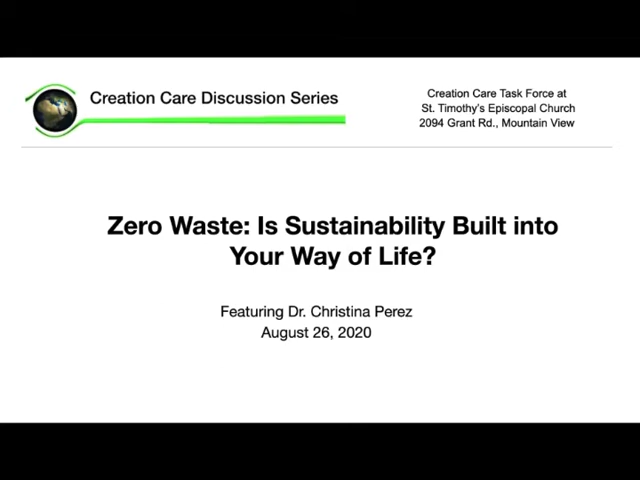 Creation Care Discussion Series
Creation Care Task Force at
St. Timothy's Episcopal Church
2094 Grant Rd., Mountain View
Zero Waste: Is Sustainability Built into
Your Way of Life?
Featuring Dr. Christina Perez
August 26, 2020